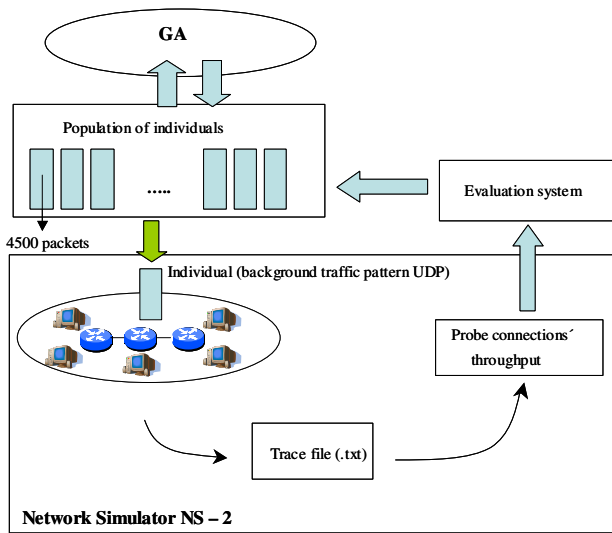 GA
Population of individuals
.....
4500 packets
Evaluation system
Individual (background traffic pattern UDP)
Probe connections´
throughput
Trace file (.txt)
Network Simulator NS – 2